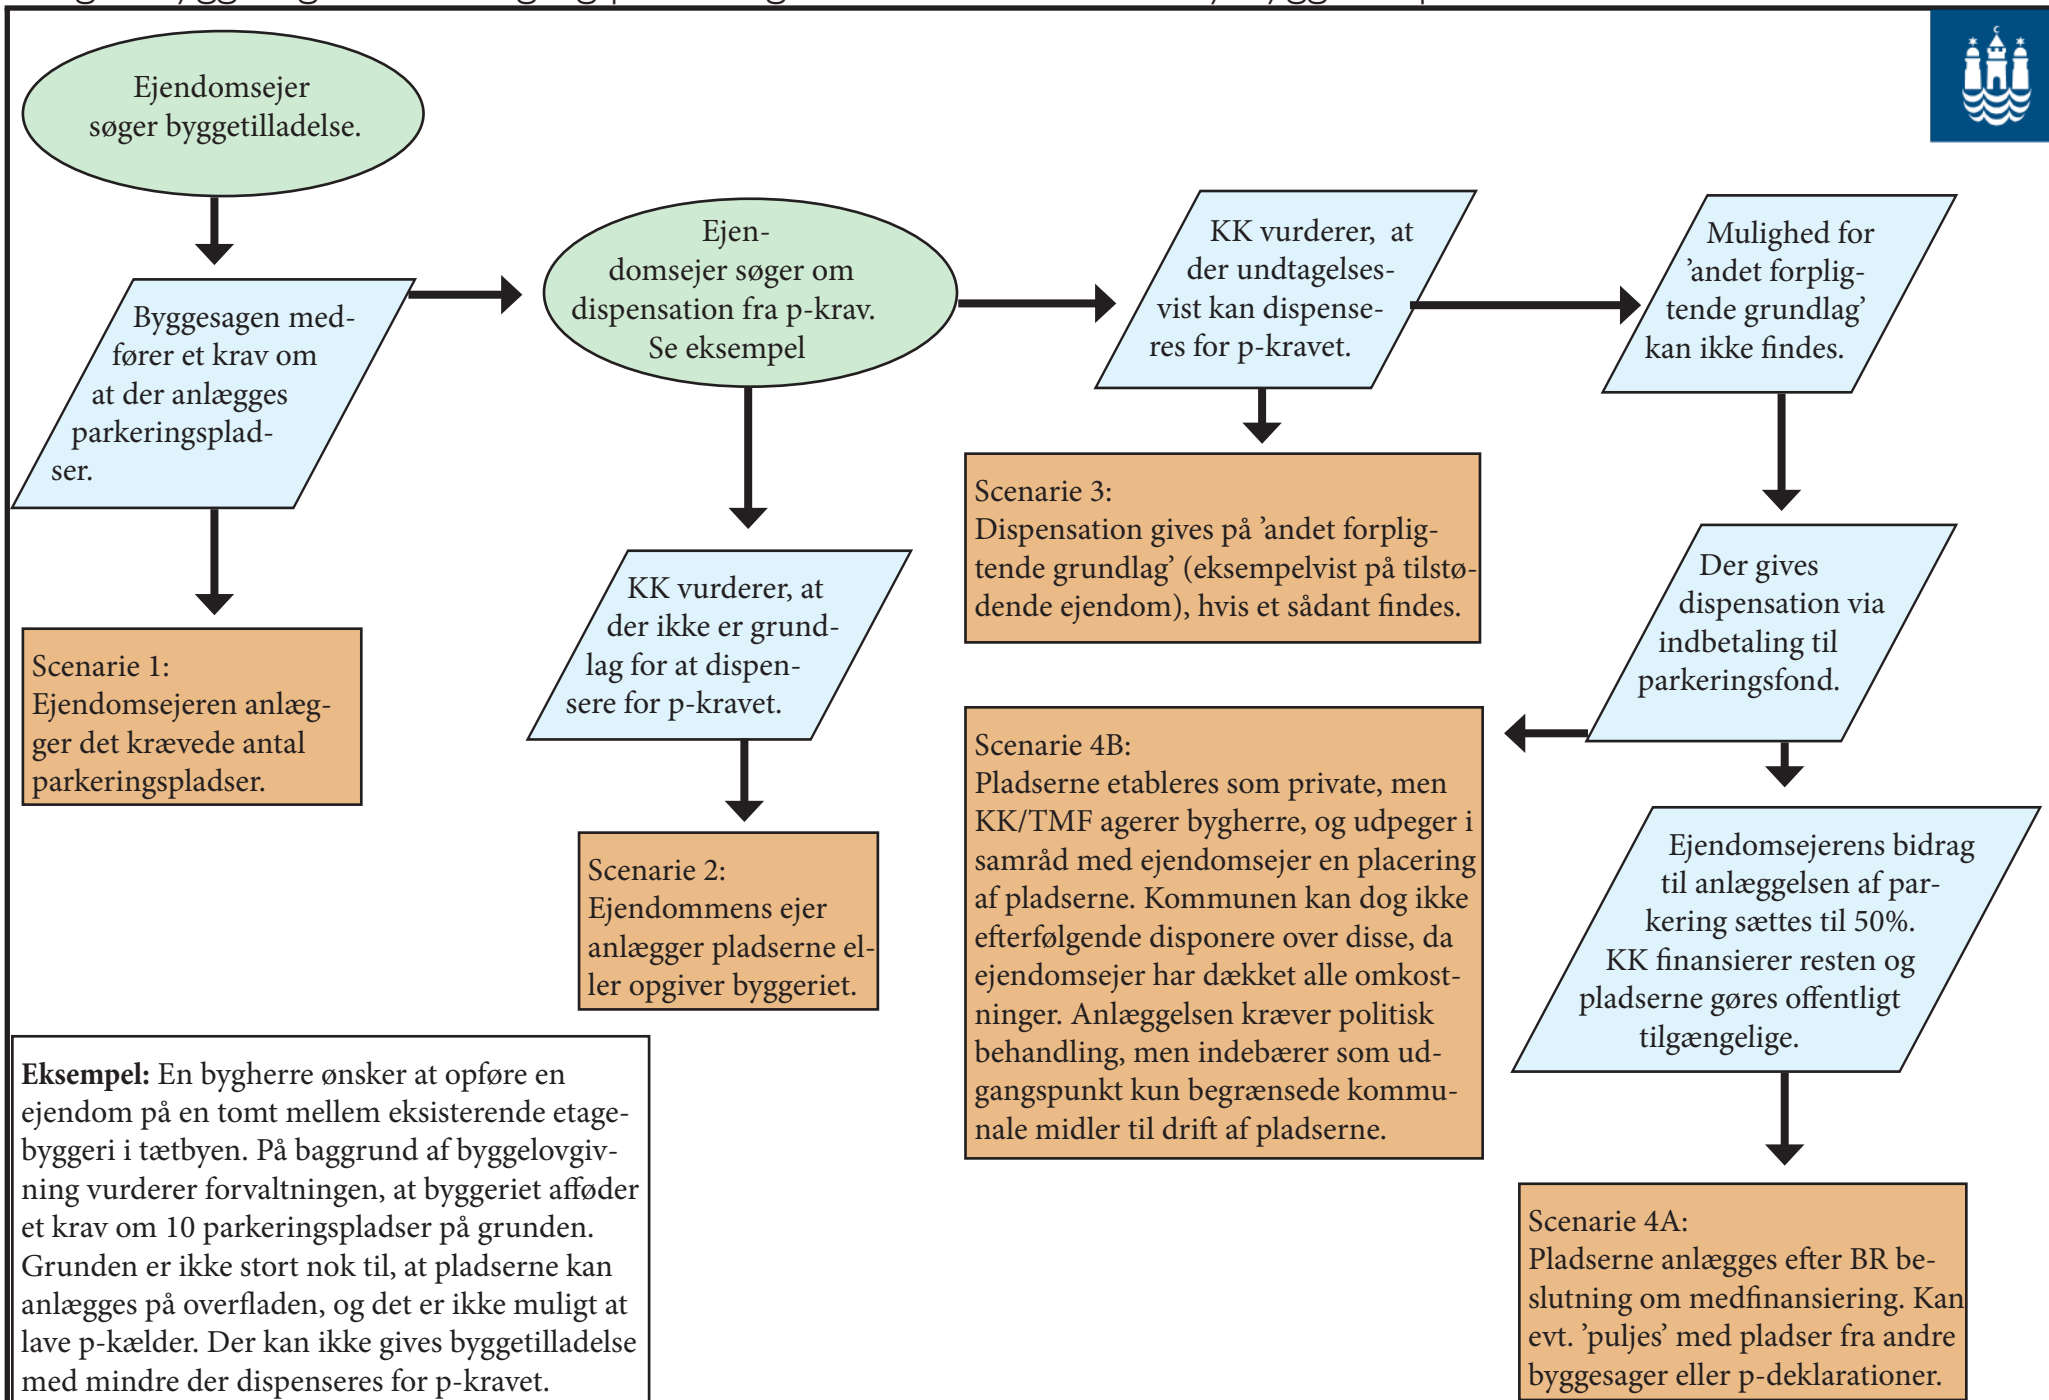 Ejendomsejer
søger byggetilladelse.
Byggesagen med-
fører et krav om
at der anlægges
parkeringsplad-
ser.
Scenarie 1:
Ejendomsejeren anlæg-
ger det krævede antal
parkeringspladser.
Ejen-
domsejer søger om
dispensation fra p-krav.
Se eksempel
KK vurderer, at
der ikke er grund-
lag for at dispen-
sere for p-kravet.
Scenarie 2:
Ejendommens ejer
anlægger pladserne el-
ler opgiver byggeriet.
KK vurderer, at
der undtagelses-
vist kan dispense-
res for p-kravet.
Scenarie 3:
Dispensation gives på ’andet forplig-
tende grundlag’ (eksempelvist på tilstø-
dende ejendom), hvis et sådant findes.
Mulighed for
’andet forplig-
tende grundlag’
kan ikke findes.
Der gives
dispensation via
indbetaling til
parkeringsfond.
Scenarie 4B:
Pladserne etableres som private, men
KK/TMF agerer bygherre, og udpeger i
samråd med ejendomsejer en placering
af pladserne. Kommunen kan dog ikke
efterfølgende disponere over disse, da
ejendomsejer har dækket alle omkost-
ninger. Anlæggelsen kræver politisk
behandling, men indebærer som ud-
gangspunkt kun begrænsede kommu-
nale midler til drift af pladserne.
Ejendomsejerens bidrag
til anlæggelsen af par-
kering sættes til 50%.
KK finansierer resten og
pladserne gøres offentligt
tilgængelige.
Scenarie 4A:
Pladserne anlægges efter BR be-
slutning om medfinansiering. Kan
evt. ’puljes’ med pladser fra andre
byggesager eller p-deklarationer.
Eksempel: En bygherre ønsker at opføre en
ejendom på en tomt mellem eksisterende etage-
byggeri i tætbyen. På baggrund af byggelovgiv-
ning vurderer forvaltningen, at byggeriet afføder
et krav om 10 parkeringspladser på grunden.
Grunden er ikke stort nok til, at pladserne kan
anlægges på overfladen, og det er ikke muligt at
lave p-kælder. Der kan ikke gives byggetilladelse
med mindre der dispenseres for p-kravet.